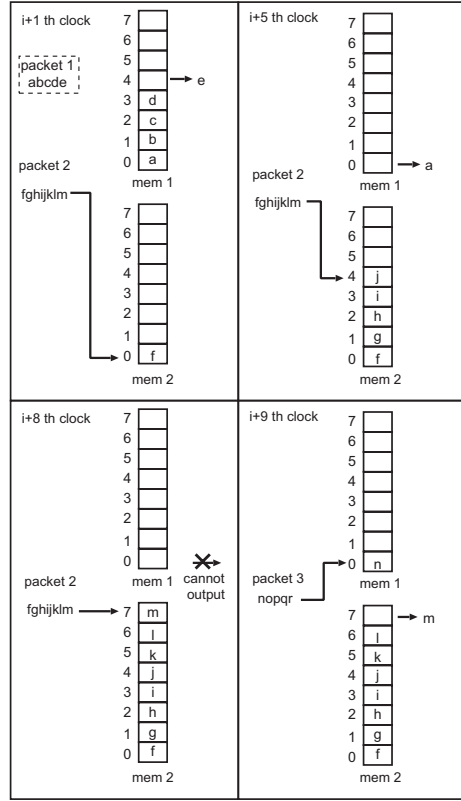 i+1 th clock
packet 1
abcde
7
6
5
4
e
3
d
2
c
1
b
0
a
mem 1
packet 2
fghijklm
7
6
5
4
3
2
1
0
f
mem 2
i+5 th clock
7
6
5
4
3
2
1
0
a
mem 1
packet 2
fghijklm
7
6
5
4
j
3
i
2
h
1
g
0
f
mem 2
i+8 th clock
7
6
5
4
3
2
1
0
mem 1
cannot
output
packet 2
fghijklm
7
m
6
l
5
k
4
j
3
i
2
h
1
g
0
f
mem 2
i+9 th clock
7
6
5
4
3
2
1
0
n
mem 1
packet 3
nopqr
7
m
6
l
5
k
4
j
3
i
2
h
1
g
0
f
mem 2